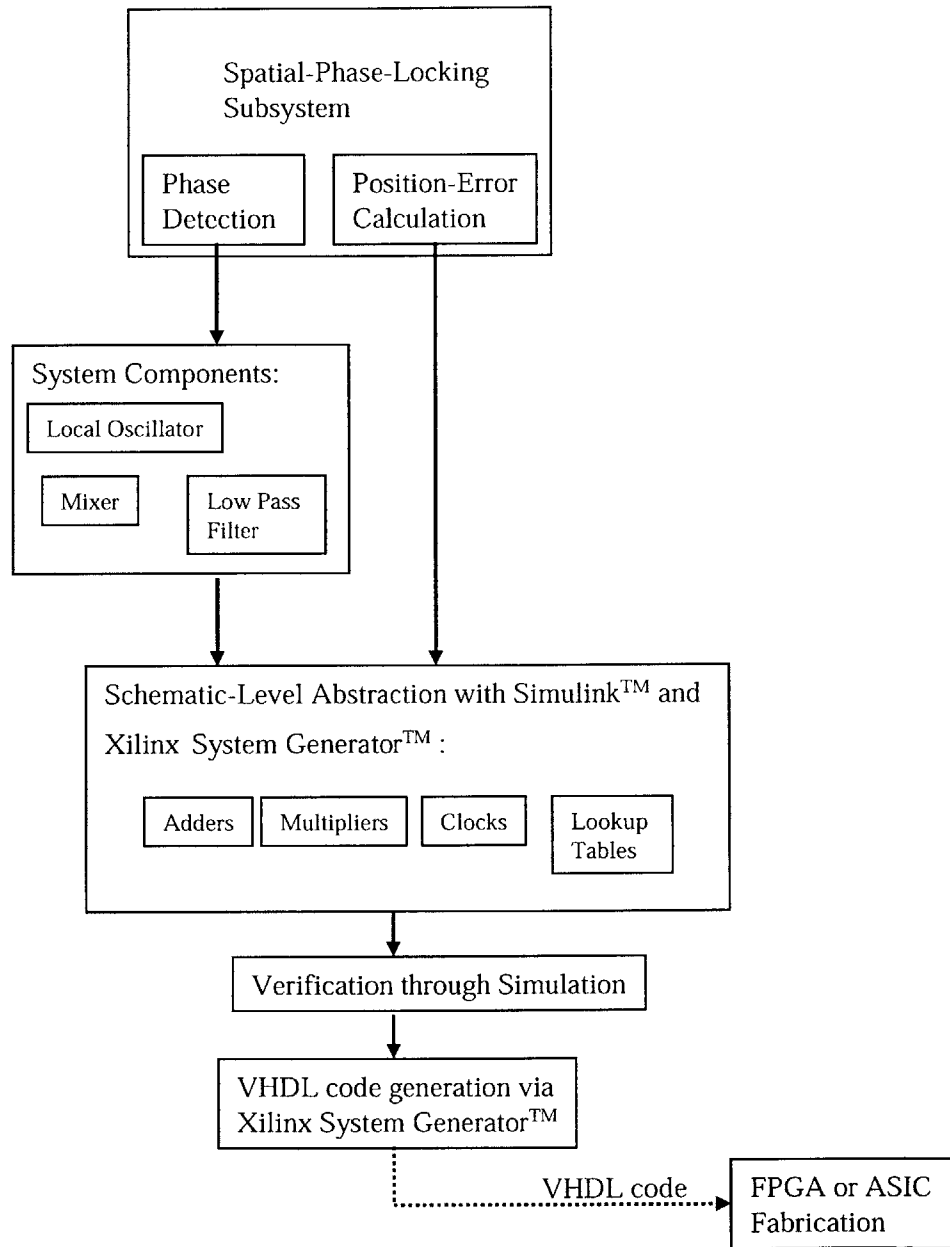 Spatial-Phase-Locking
Subsystem
Phase
Detection
Position-Error
Calculation
System Components:
Local Oscillator
Mixer
Low Pass
Filter
Schematic-Level Abstraction with Simulink™ and
Xilinx System Generator™ :
Adders
Multipliers
Clocks
Lookup
Tables
Verification through Simulation
VHDL code generation via
Xilinx System Generator™
VHDL code
FPGA or ASIC
Fabrication